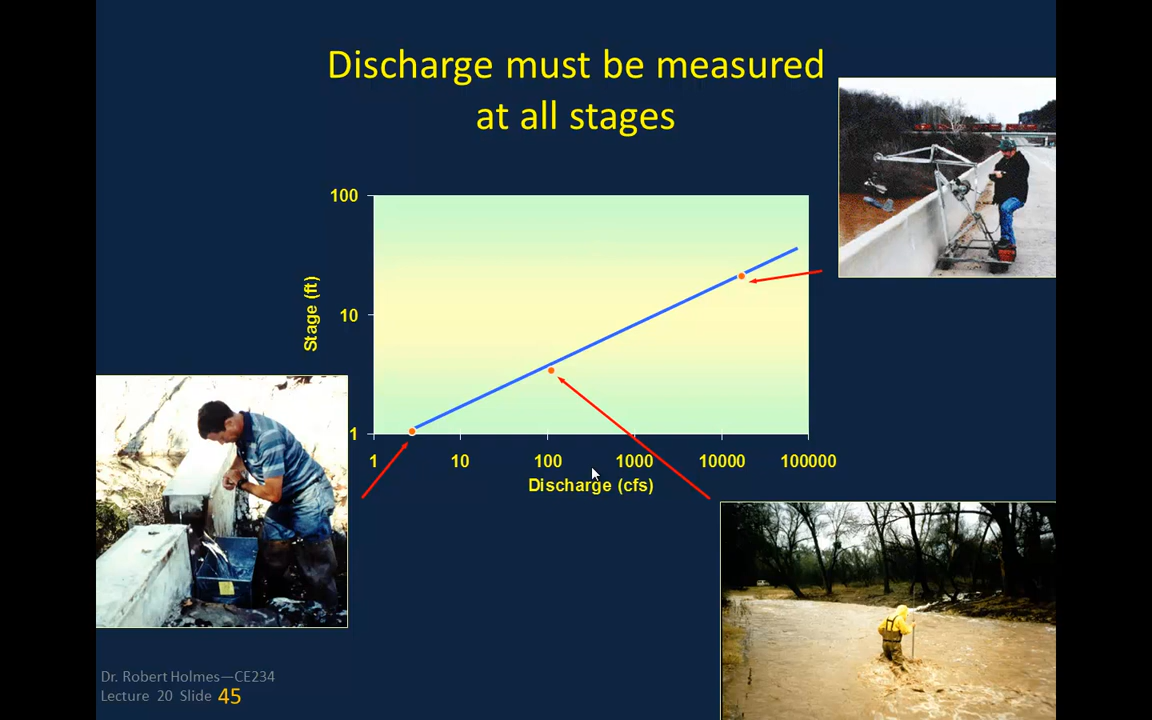 Discharge must be measured
at all stages
100
10
1
Stage (ft)
1 10 100 1000 10000 100000
Discharge (cfs)
Dr. Robert Holmes—CE234
Lecture 20 Slide 45